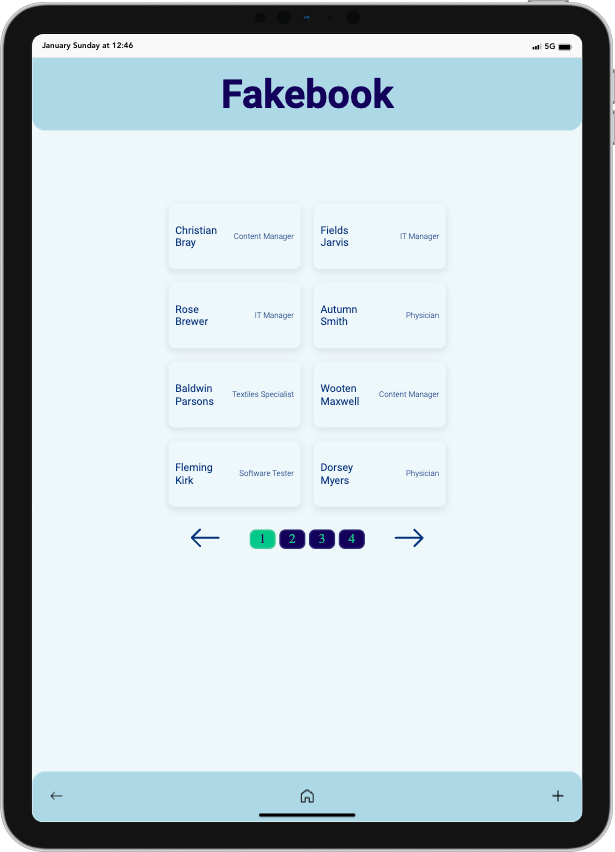 January Sunday at 12:46
5G
Fakebook
Christian
Bray
Content Manager
Fields
Jarvis
IT Manager
Rose
Brewer
IT Manager
Autumn
Smith
Physician
Baldwin
Parsons
Textiles Specialist
Wooten
Maxwell
Content Manager
Fleming
Kirk
Software Tester
Dorsey
Myers
Physician
1 2 3 4